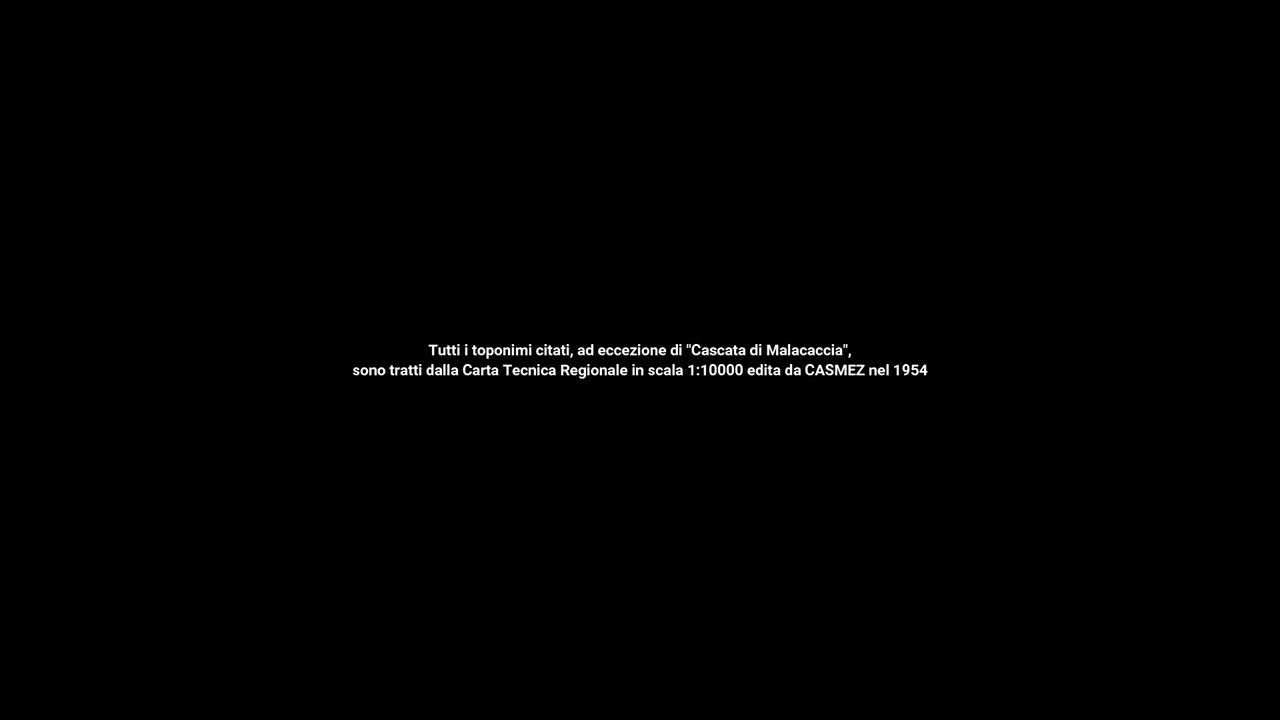 Tutti i toponimi citati, ad eccezione di "Cascata di Malacaccia",
sono tratti dalla Carta Tecnica Regionale in scala 1:10000 edita da CASMEZ nel 1954